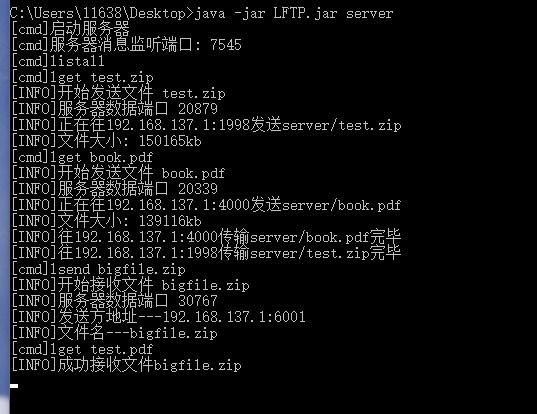 C:\Users\11638\Desktop>java -jar LFTP.jar server
[cmd]启动服务器
[cmd]服务器消息监听端口: 7545
[cmd]listall
[cmd]lget test.zip
[INFO]开始发送文件 test.zip
[INFO]服务器数据端口 20879
[INFO]正在往192.168.137.1:1998发送server/test.zip
[INFO]文件大小: 150165kb
[cmd]lget book.pdf
[INFO]开始发送文件 book.pdf
[INFO]服务器数据端口 20339
[INFO]正在往192.168.137.1:4000发送server/book.pdf
[INFO]文件大小: 139116kb
[INFO]往192.168.137.1:4000传输server/book.pdf完毕
[INFO]往192.168.137.1:1998传输server/test.zip完毕
[cmd]lsend bigfile.zip
[INFO]开始接收文件 bigfile.zip
[INFO]服务器数据端口 30767
[INFO]发送方地址---192.168.137.1:6001
[INFO]文件名---bigfile.zip
[cmd]lget test.pdf
[INFO]成功接收文件bigfile.zip